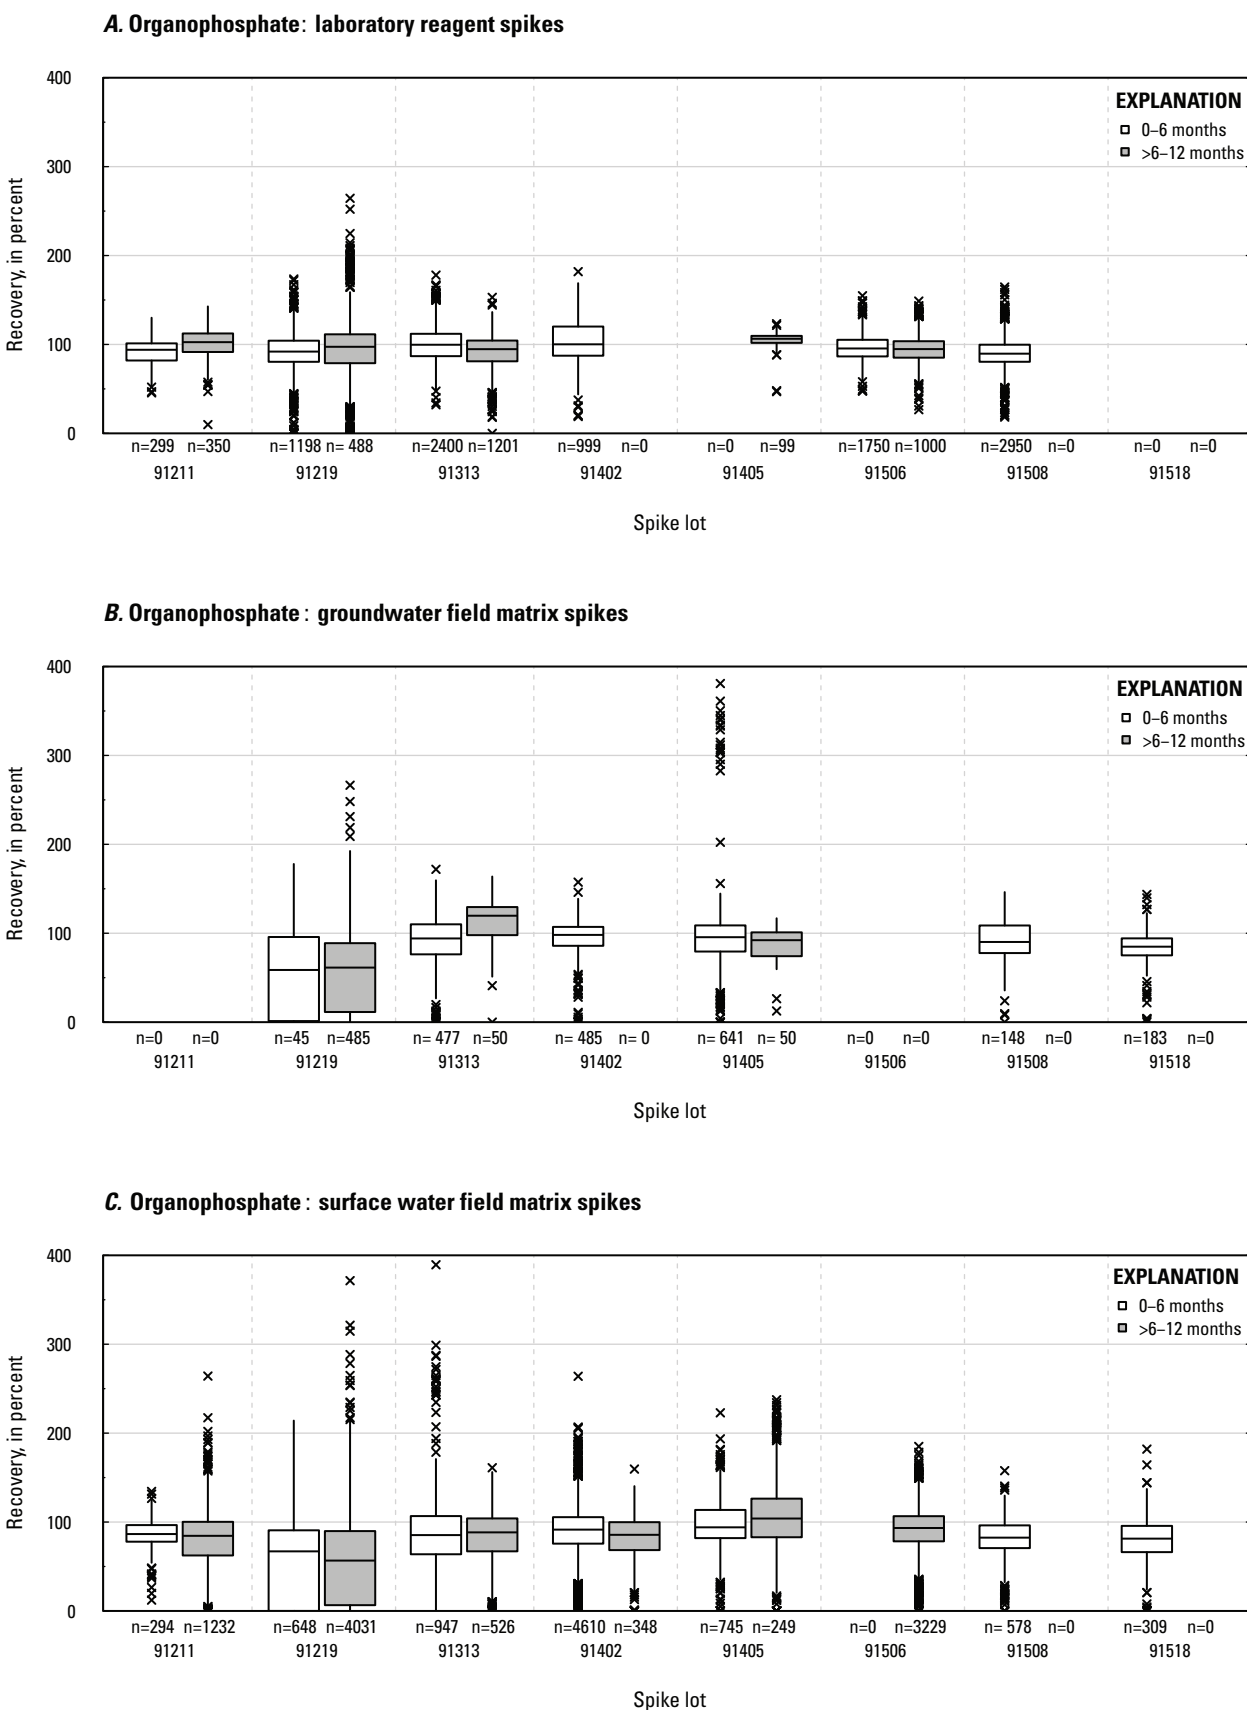 A. Organophosphate: laboratory reagent spikes
400
300
200
100
0
Recovery, in percent
EXPLANATION
0–6 months
>6–12 months
n=299 n=350 n=1198 n= 488 n=2400 n=1201 n=999 n=0 n=0 n=99 n=1750 n=1000 n=2950 n=0 n=0 n=0
91211 91219 91313 91402 91405 91506 91508 91518
Spike lot
B. Organophosphate : groundwater field matrix spikes
400
300
200
100
0
Recovery, in percent
EXPLANATION
0–6 months
>6–12 months
n=0 n=0 n=45 n=485 n= 477 n=50 n= 485 n= 0 n= 641 n= 50 n=0 n=0 n=148 n=0 n=183 n=0
91211 91219 91313 91402 91405 91506 91508 91518
Spike lot
C. Organophosphate : surface water field matrix spikes
400
300
200
100
0
Recovery, in percent
EXPLANATION
0–6 months
>6–12 months
n=294 n=1232 n=648 n=4031 n=947 n=526 n=4610 n=348 n=745 n=249 n=0 n=3229 n= 578 n=0 n=309 n=0
91211 91219 91313 91402 91405 91506 91508 91518
Spike lot